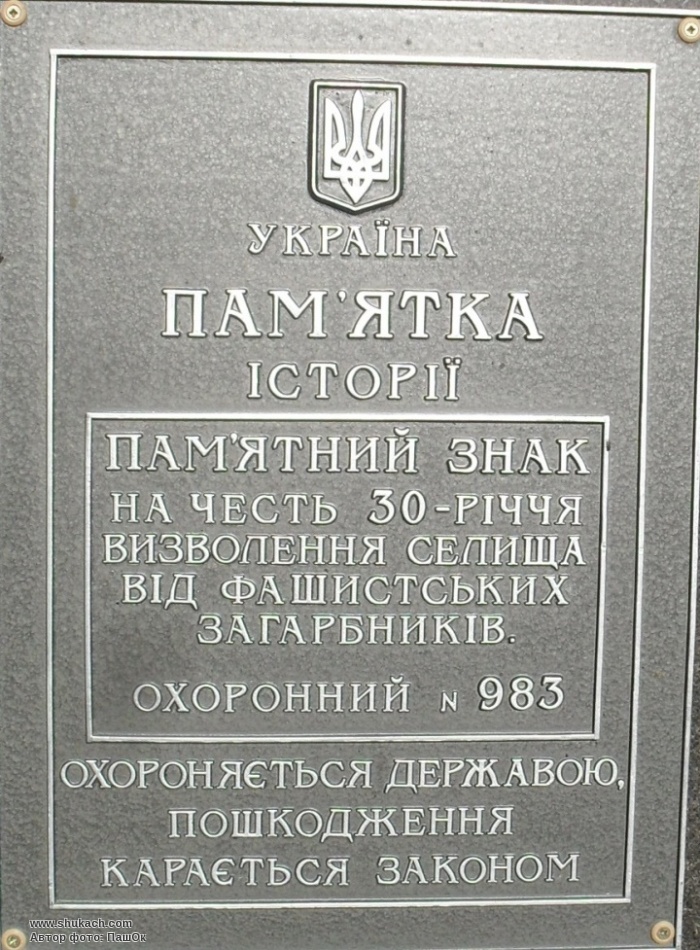 УКРАЇНА
ПАМ'ЯТКА
ІСТОРІЇ
ПАМ'ЯТНИЙ ЗНАК
НА ЧЕСТЬ 30-РІЧЧЯ
ВИЗВОЛЕННЯ СЕЛИЩА
ВІД ФАШИСТСЬКИХ
ЗАГАРБНИКІВ.
ОХОРОННИЙ N 983
ОХОРОНЯЄТЬСЯ ДЕРЖАВОЮ,
ПОШКОДЖЕННЯ
КАРАЄТЬСЯ ЗАКОНОМ
www.shukach.com
Автор фото: ПашОк